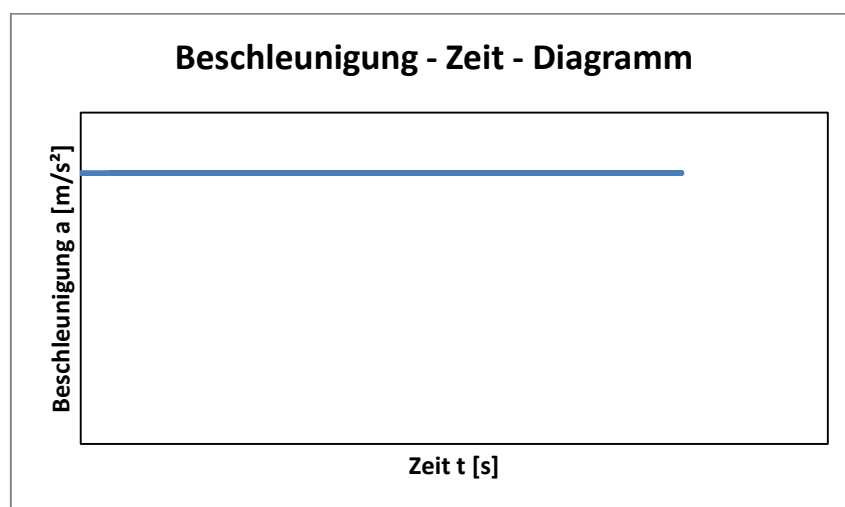 Beschleunigung - Zeit - Diagramm
Beschleunigung a [m/s²]
Zeit t [s]